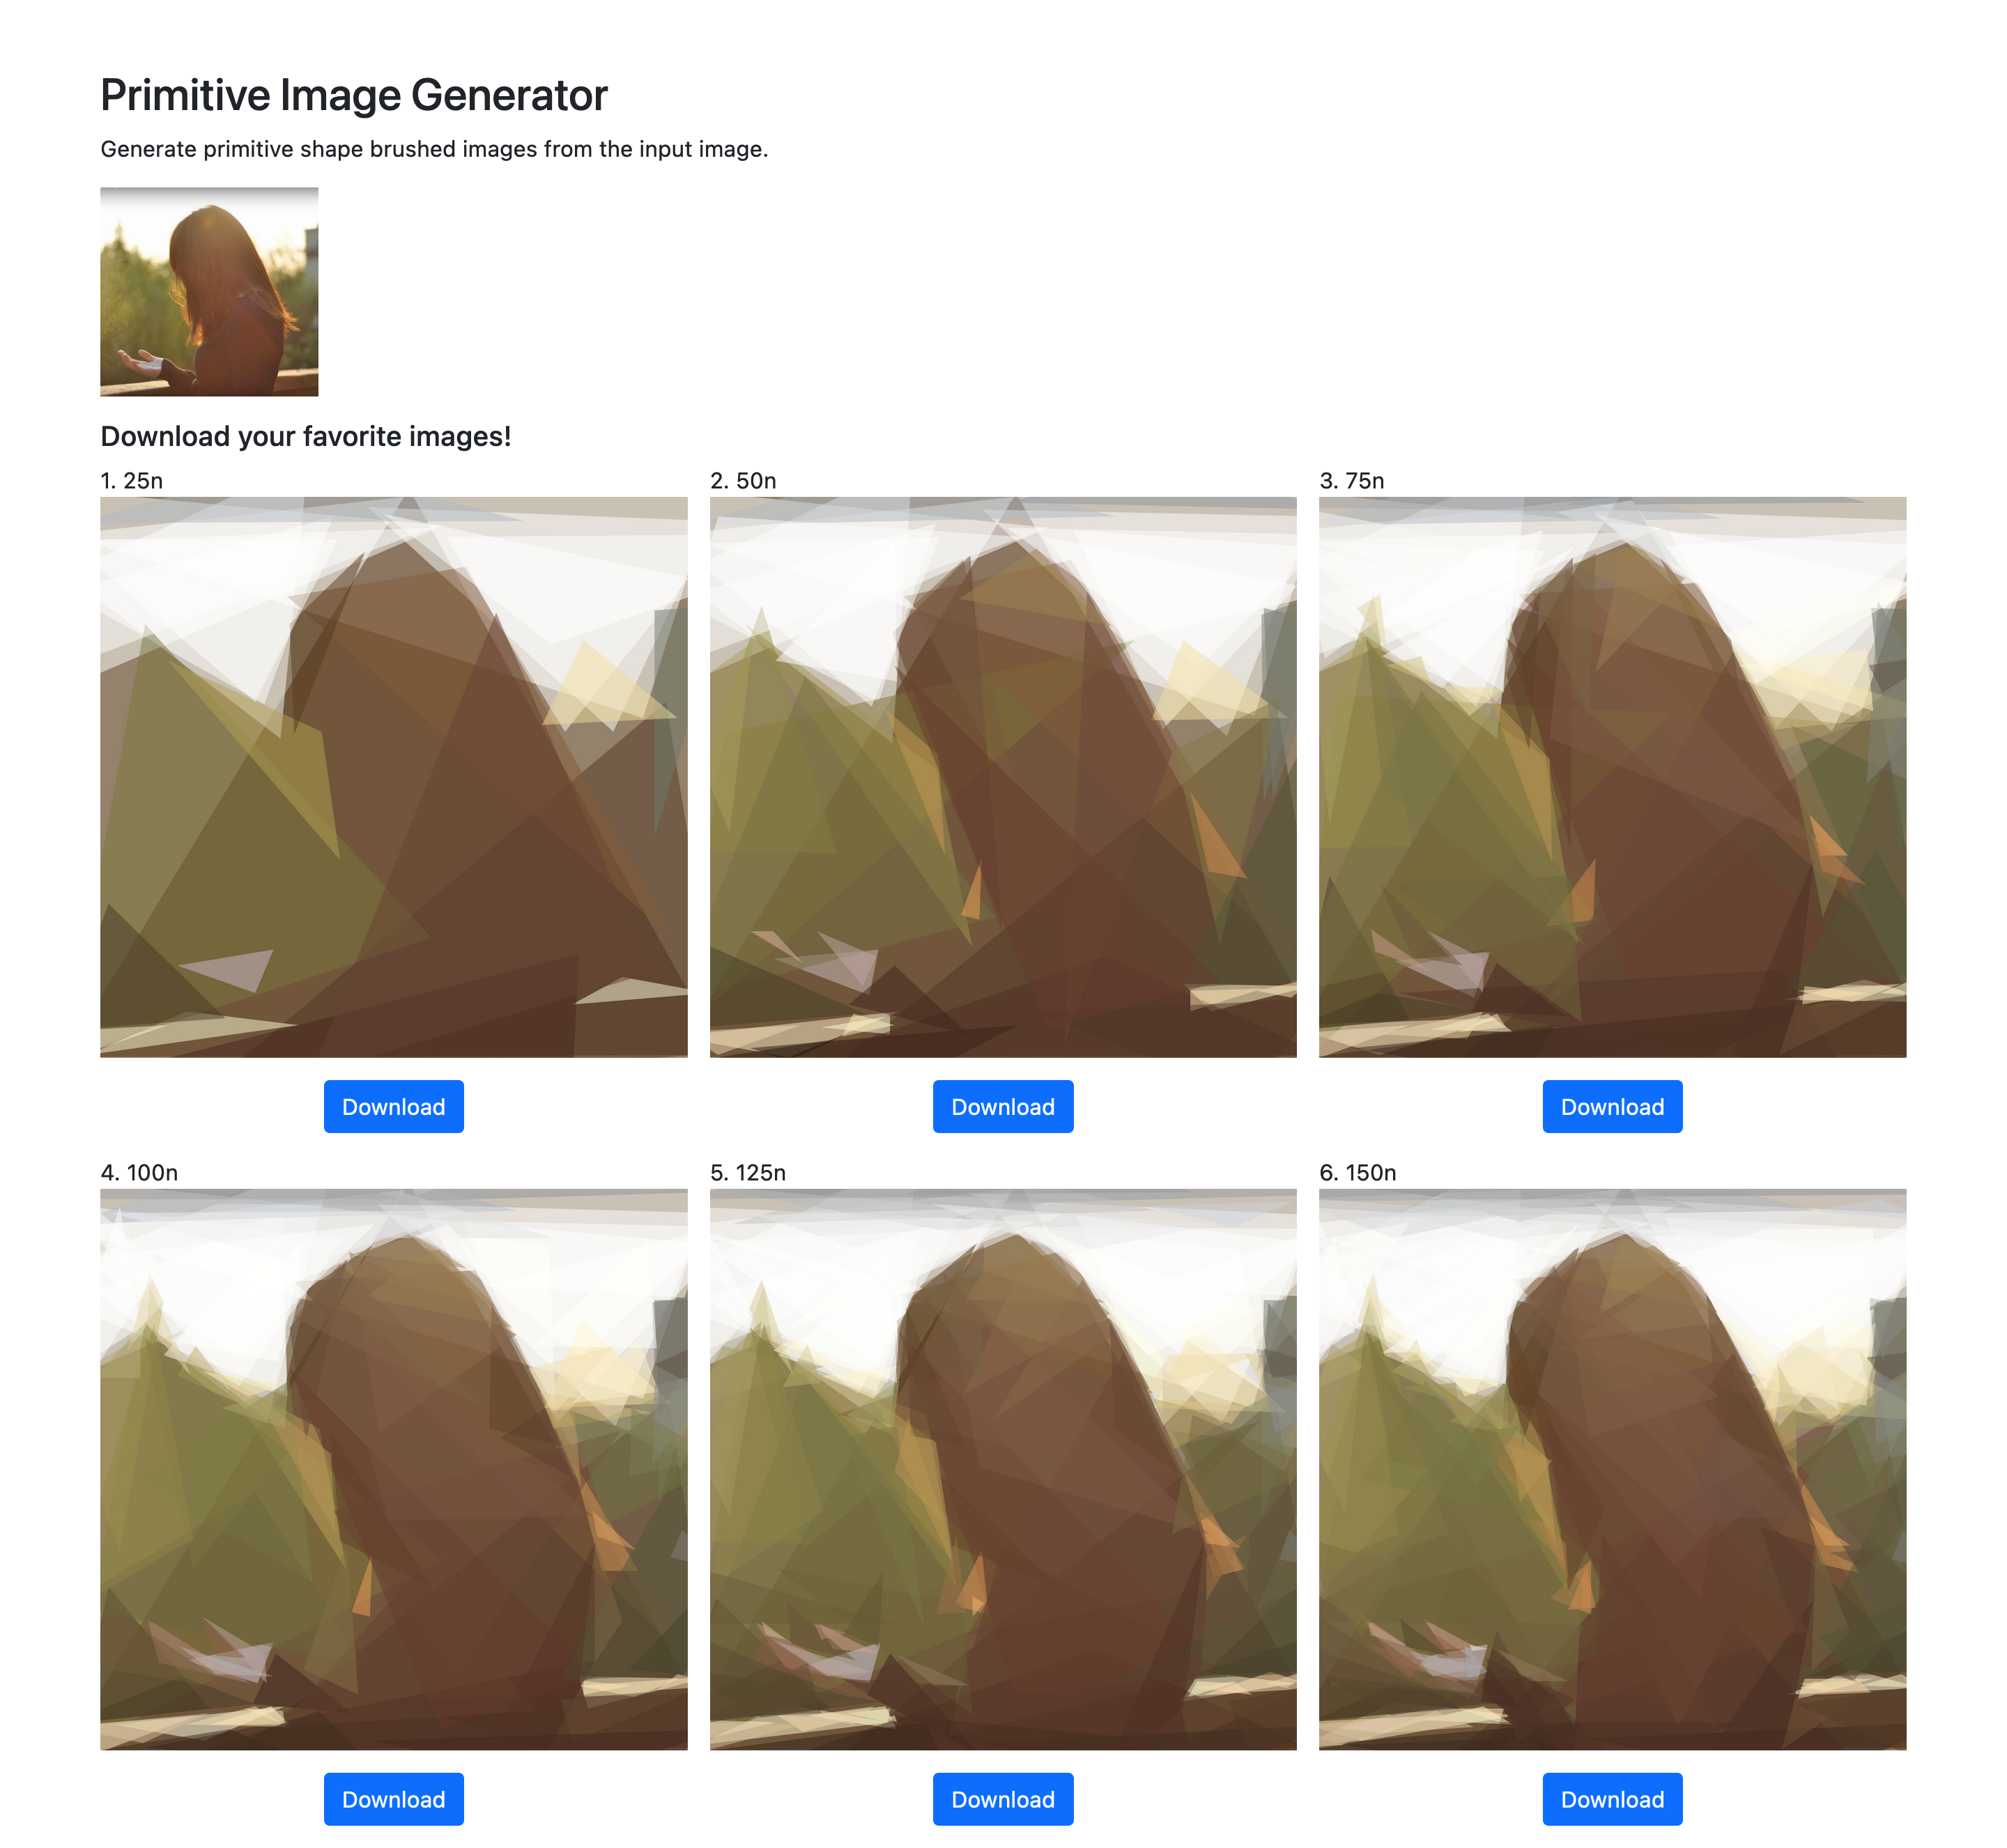 Primitive Image Generator
Generate primitive shape brushed images from the input image.
Download your favorite images!
1. 25n
2. 50n
3. 75n
Download
Download
Download
4. 100n
5. 125n
6. 150n
Download
Download
Download